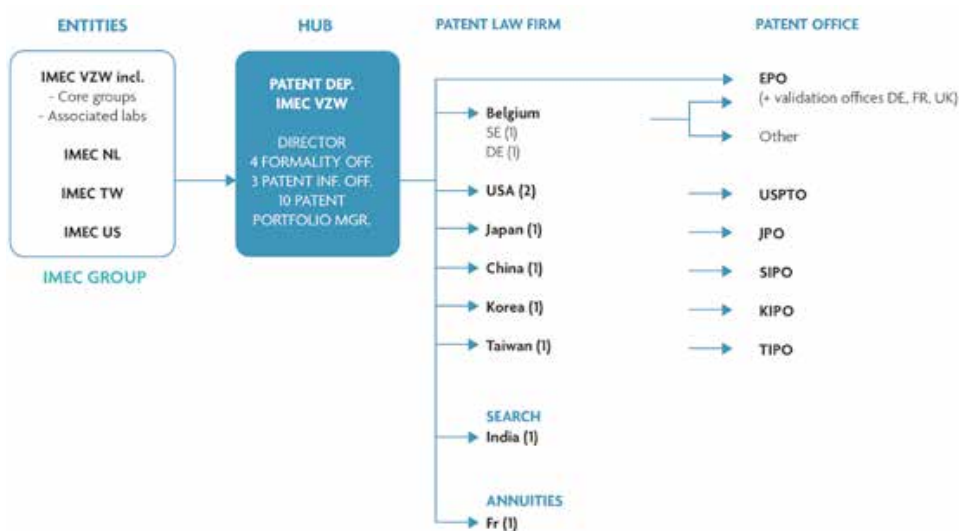 ENTITIES
IMEC VZW incl.
- Core groups
- Associated labs
IMEC NL
IMEC TW
IMEC US
IMEC GROUP
HUB
PATENT DEP.
IMEC VZW
DIRECTOR
4 FORMALITY OFF.
3 PATENT INF. OFF.
10 PATENT
PORTFOLIO MGR.
PATENT LAW FIRM
Belgium
SE (1)
DE (1)
USA (2)
Japan (1)
China (1)
Korea (1)
Taiwan (1)
SEARCH
India (1)
ANNUITIES
Fr (1)
PATENT OFFICE
EPO
(+ validation offices DE, FR, UK)
Other
USPTO
JPO
SIPO
KIPO
TIPO